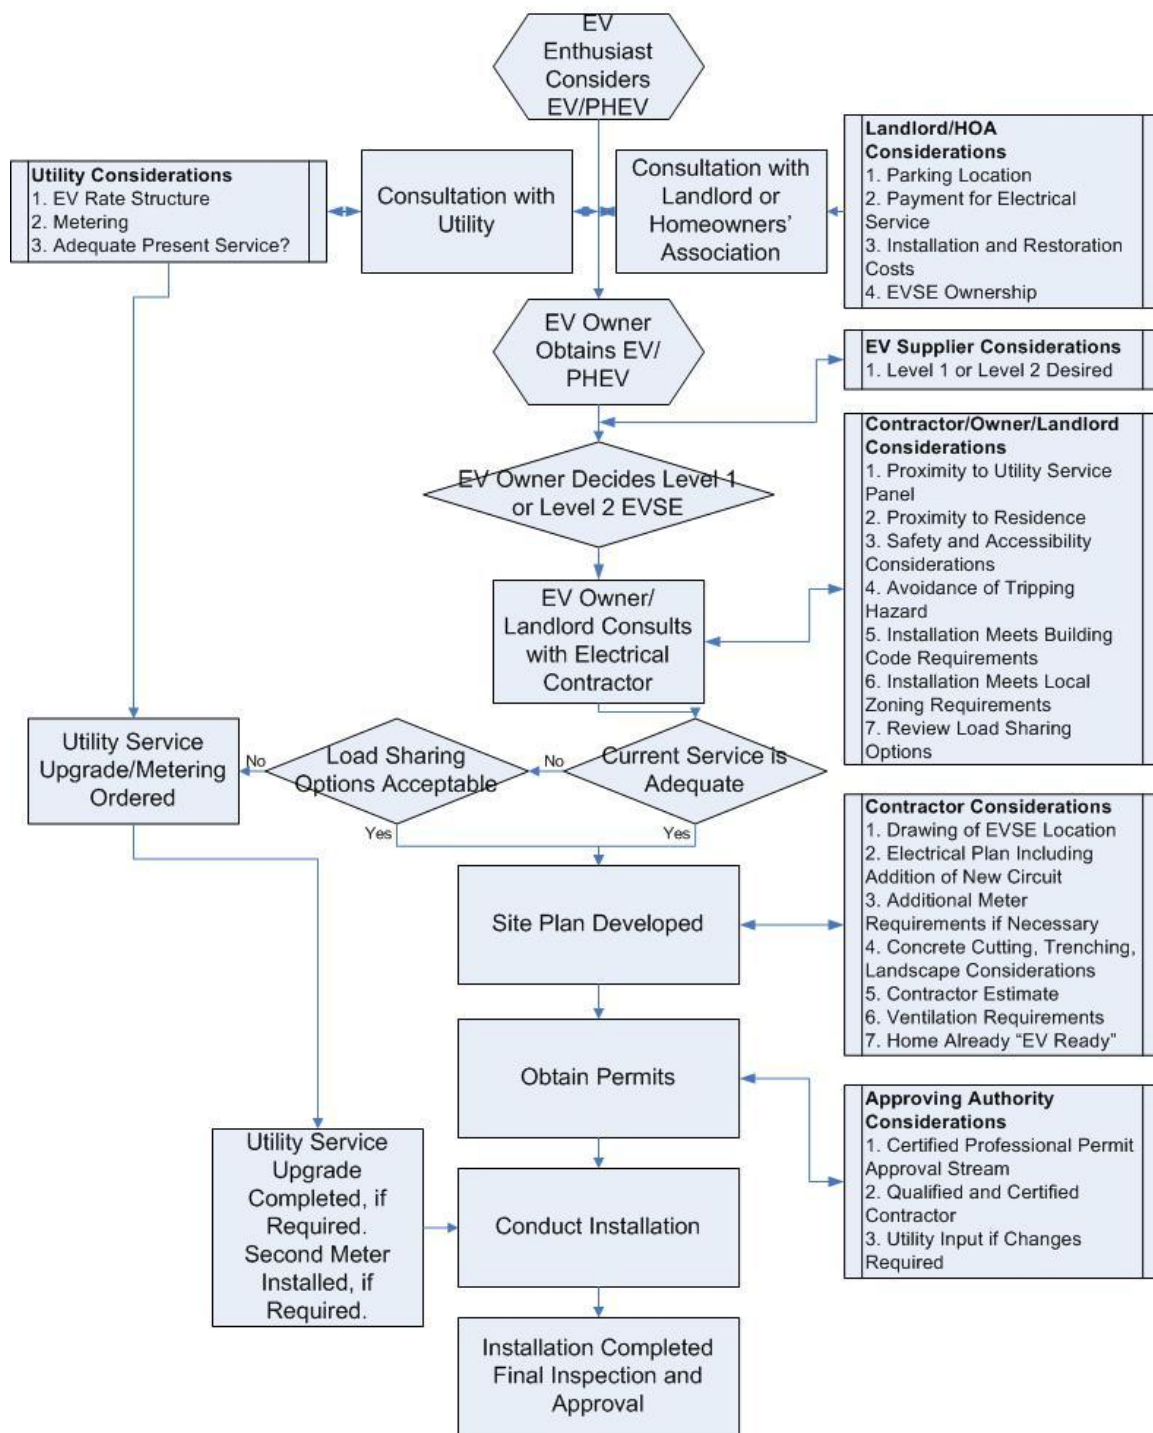 EV
Enthusiast
Considers
EV/PHEV
Utility Considerations
1. EV Rate Structure
2. Metering
3. Adequate Present Service?
Consultation with
Utility
Consultation with
Landlord or
Homeowners’
Association
Landlord/HOA
Considerations
1. Parking Location
2. Payment for Electrical
Service
3. Installation and Restoration
Costs
4. EVSE Ownership
EV Owner
Obtains EV/
PHEV
EV Supplier Considerations
1. Level 1 or Level 2 Desired
EV Owner Decides Level 1
or Level 2 EVSE
Contractor/Owner/Landlord
Considerations
1. Proximity to Utility Service
Panel
2. Proximity to Residence
3. Safety and Accessibility
Considerations
4. Avoidance of Tripping
Hazard
5. Installation Meets Building
Code Requirements
6. Installation Meets Local
Zoning Requirements
7. Review Load Sharing
Options
EV Owner/
Landlord Consults
with Electrical
Contractor
Utility Service
Upgrade/Metering
Ordered
No
Load Sharing
Options Acceptable
No
Current Service is
Adequate
Yes
Yes
Site Plan Developed
Contractor Considerations
1. Drawing of EVSE Location
2. Electrical Plan Including
Addition of New Circuit
3. Additional Meter
Requirements if Necessary
4. Concrete Cutting, Trenching,
Landscape Considerations
5. Contractor Estimate
6. Ventilation Requirements
7. Home Already “EV Ready”
Obtain Permits
Approving Authority
Considerations
1. Certified Professional Permit
Approval Stream
2. Qualified and Certified
Contractor
3. Utility Input if Changes
Required
Utility Service
Upgrade
Completed, if
Required.
Second Meter
Installed, if
Required.
Conduct Installation
Installation Completed
Final Inspection and
Approval